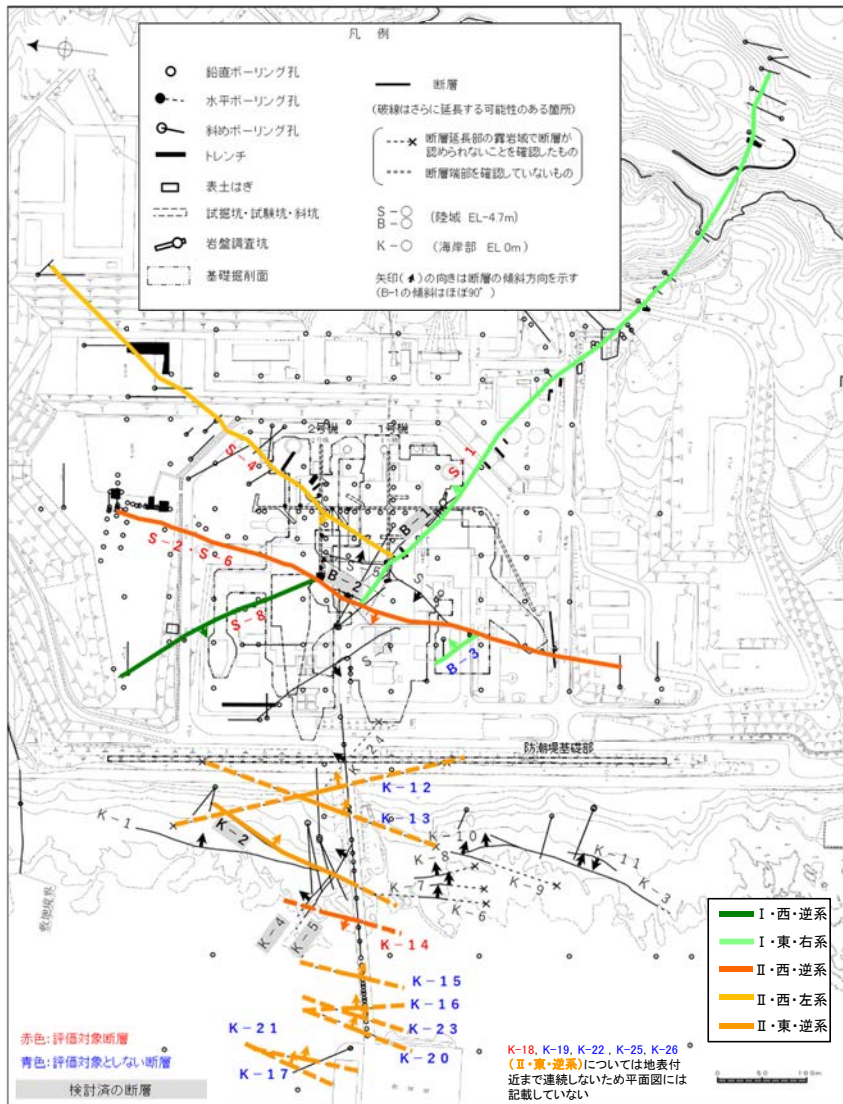 凡 例
鉛直ボーリング孔
水平ボーリング孔
斜めボーリング孔
トレンチ
表土はぎ
試掘坑・試験坑・斜坑
岩盤調査坑
基礎掘削面
断層
(破線はさらに延長する可能性のある箇所)
断層延長部の露岩域で断層が
認められないことを確認したもの
断層端部を確認していないもの
S-○
B-○
(陸域 EL-4.7m)
K-○ (海岸部 EL 0m)
矢印( )の向きは断層の傾斜方向を示す
(B-1の傾斜はほぼ90°)
2号機
1号機
S-4
S-1
B-1
S-2・S-6
S-5
B-2
S-8
S-7
B-3
防潮堤基礎部
K-12
K-13
K-1
K-2
K-10
K-8
K-11
K-7
K-9
K-3
K-6
敷地境界
K-4
K-5
K-14
K-15
K-16
K-21
K-23
K-20
K-17
Ⅰ・西・逆系
Ⅰ・東・右系
Ⅱ・西・逆系
Ⅱ・西・左系
Ⅱ・東・逆系
赤色:評価対象断層
青色:評価対象としない断層
検討済の断層
K-18, K-19, K-22 , K-25, K-26
(Ⅱ・東・逆系)については地表付
近まで連続しないため平面図には
記載していない
0 50 100m